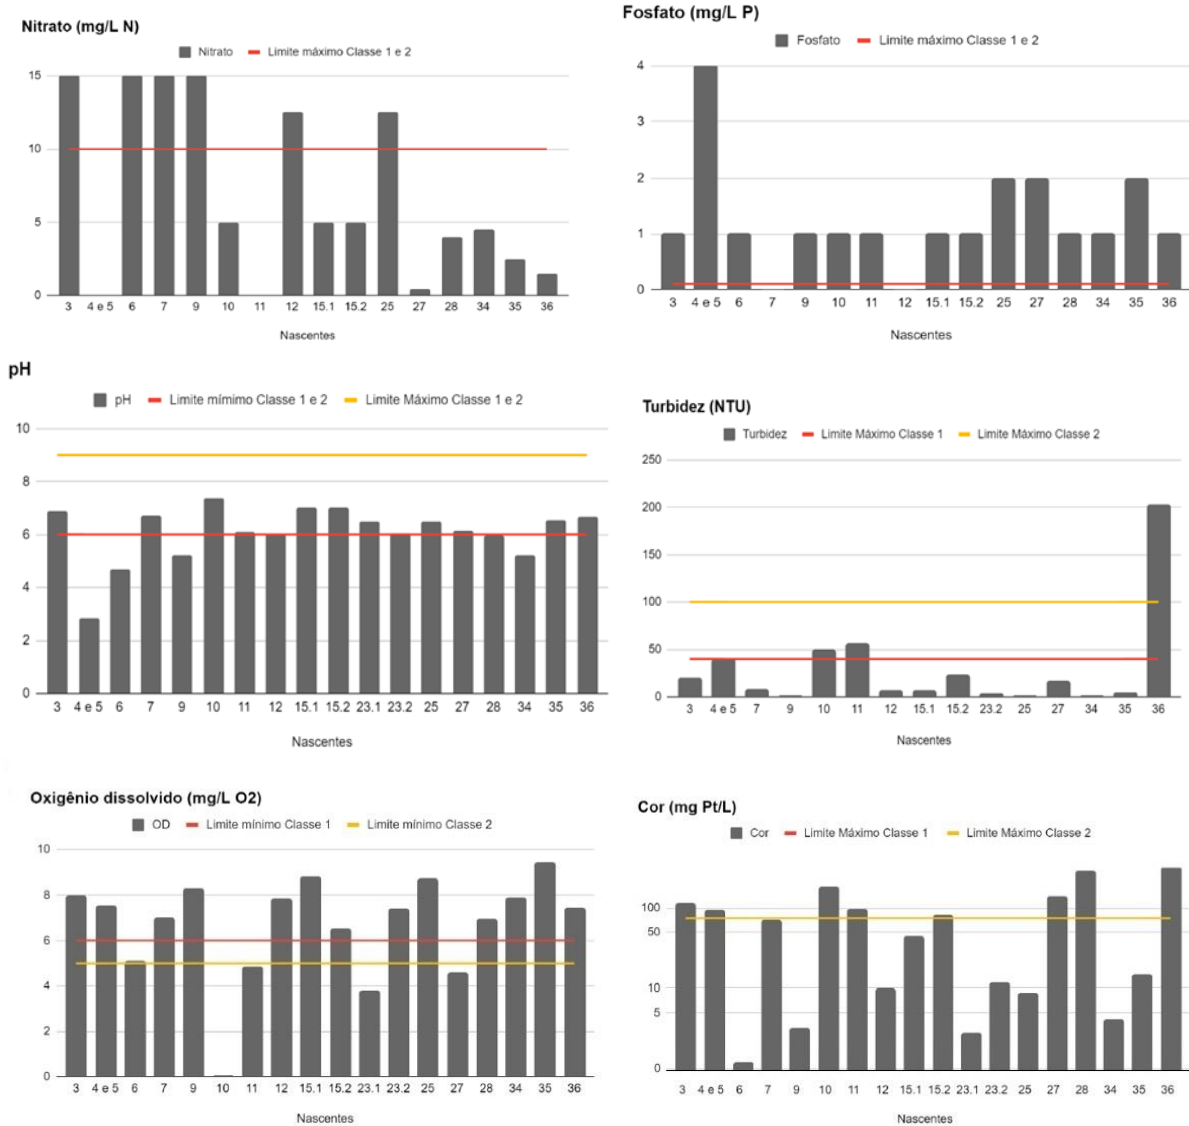 Nitrato (mg/L N)
Nitrato Limite máximo Classe 1 e 2
15
10
5
0
3 4 e 5 6 7 9 10 11 12 15.1 15.2 25 27 28 34 35 36
Nascentes
Fosfato (mg/L P)
Fosfato Limite máximo Classe 1 e 2
4
3
2
1
0
3 4 e 5 6 7 9 10 11 12 15.1 15.2 25 27 28 34 35 36
Nascentes
pH
pH Limite mímimo Classe 1 e 2 Limite Máximo Classe 1 e 2
10
8
6
4
2
0
3 4 e 5 6 7 9 10 11 12 15.1 15.2 23.1 23.2 25 27 28 34 35 36
Nascentes
Turbidez (NTU)
Turbidez Limite Máximo Classe 1 Limite Máximo Classe 2
250
200
150
100
50
0
3 4 e 5 7 9 10 11 12 15.1 15.2 23.2 25 27 34 35 36
Nascentes
Oxigênio dissolvido (mg/L O2)
OD Limite mínimo Classe 1 Limite mínimo Classe 2
10
8
6
4
2
0
3 4 e 5 6 7 9 10 11 12 15.1 15.2 23.1 23.2 25 27 28 34 35 36
Nascentes
Cor (mg Pt/L)
Cor Limite Máximo Classe 1 Limite Máximo Classe 2
100
50
10
5
0
3 4 e 5 6 7 9 10 11 12 15.1 15.2 23.1 23.2 25 27 28 34 35 36
Nascentes